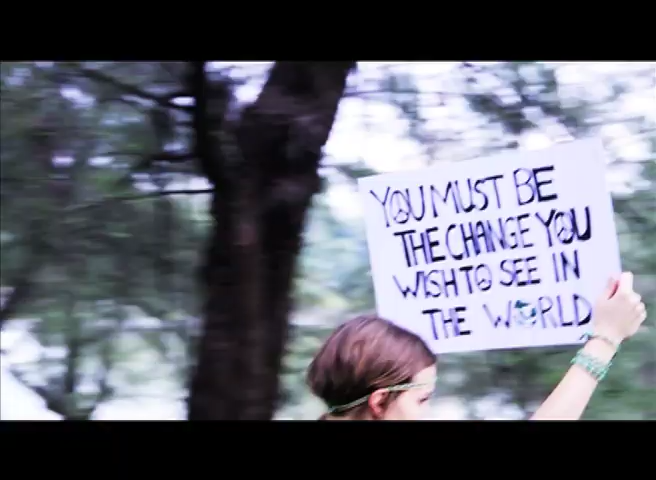 YOU MUST BE
THE CHANGE YOU
WISH TO SEE IN
THE WORLD